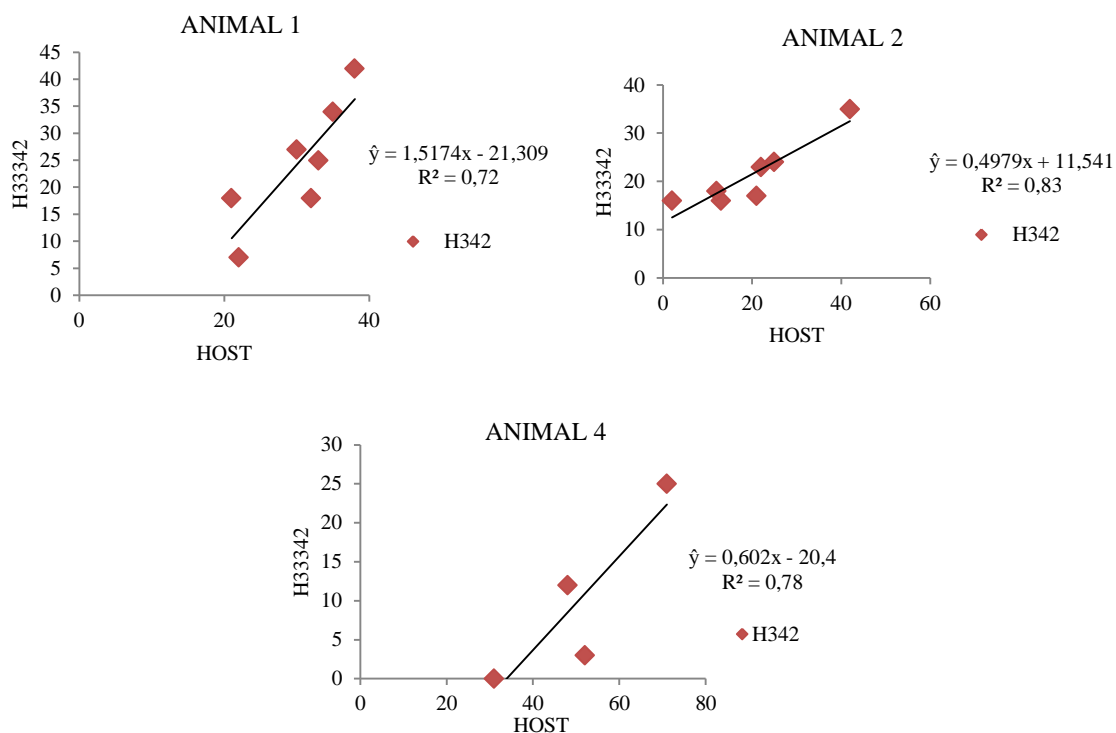 ANIMAL 1
45
40
35
30
25
20
15
10
5
0
H33342
0
20
40
HOST
ŷ = 1,5174x - 21,309
R² = 0,72
H342
ANIMAL 2
40
30
20
10
0
H33342
0
20
40
60
HOST
ŷ = 0,4979x + 11,541
R² = 0,83
H342
ANIMAL 4
30
25
20
15
10
5
0
H33342
0
20
40
60
80
HOST
ŷ = 0,602x - 20,4
R² = 0,78
H342